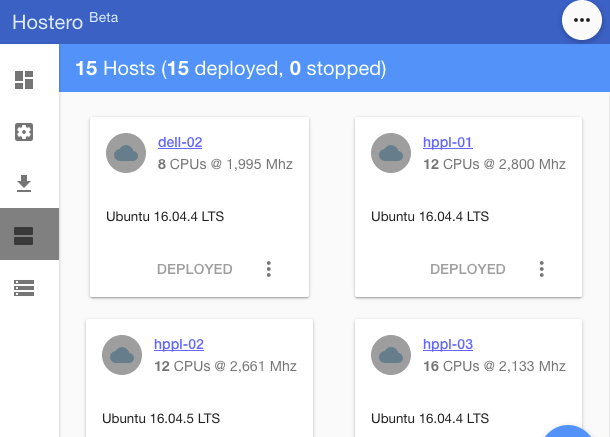 Hostero Beta
15 Hosts (15 deployed, 0 stopped)
dell-02
8 CPUs @ 1,995 Mhz
Ubuntu 16.04.4 LTS
DEPLOYED
hppl-01
12 CPUs @ 2,800 Mhz
Ubuntu 16.04.4 LTS
DEPLOYED
hppl-02
12 CPUs @ 2,661 Mhz
Ubuntu 16.04.5 LTS
hppl-03
16 CPUs @ 2,133 Mhz
Ubuntu 16.04.4 LTS